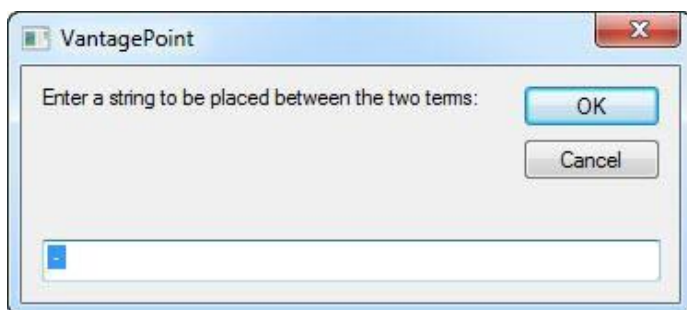 VantagePoint
Enter a string to be placed between the two terms:
OK
Cancel
-